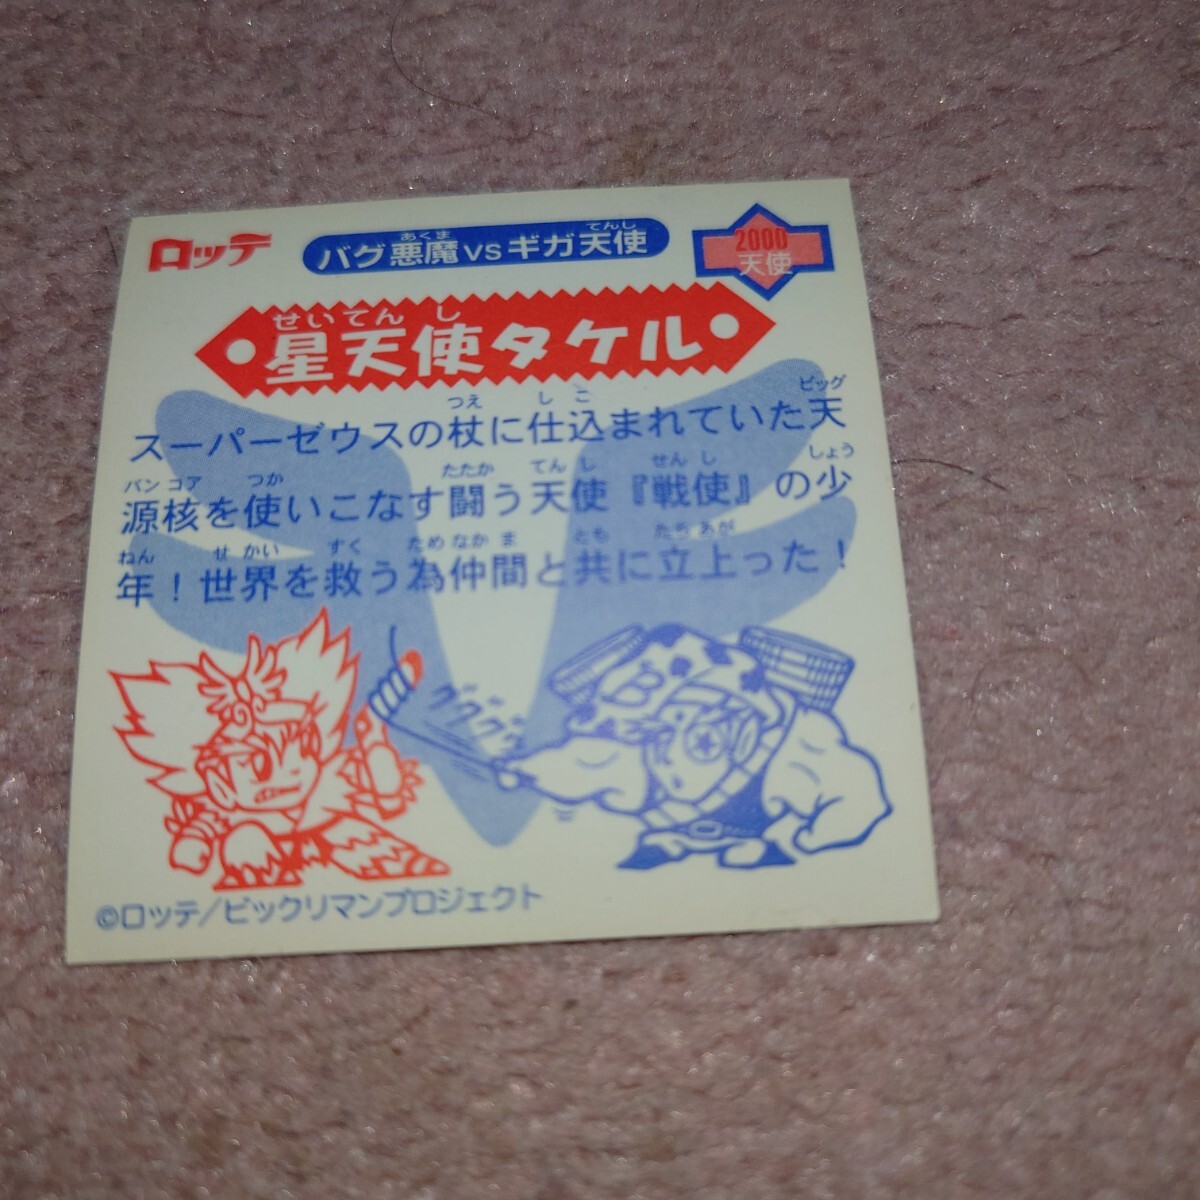 ロッテ
あくま てんし
バグ悪魔vsギガ天使
2000
天使
せいてんし
星天使タケル
つえ しこ ビッグ
スーパーゼウスの杖に仕込まれていた天
バン コア つか たたか てんし せんし しょう
源核を使いこなす闘う天使『戦使』の少
ねん せかい すく ため なかま とも たちあが
年！世界を救う為仲間と共に立上った！
B
グググググ
©ロッテ/ビックリマンプロジェクト